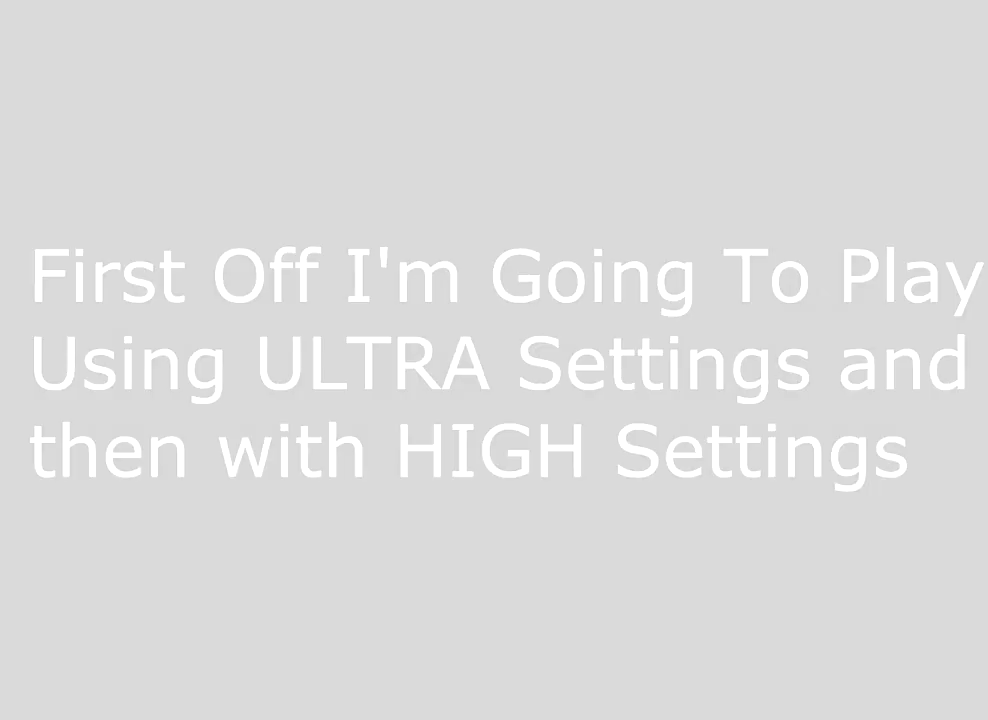 First Off I'm Going To Play
Using ULTRA Settings and
then with HIGH Settings